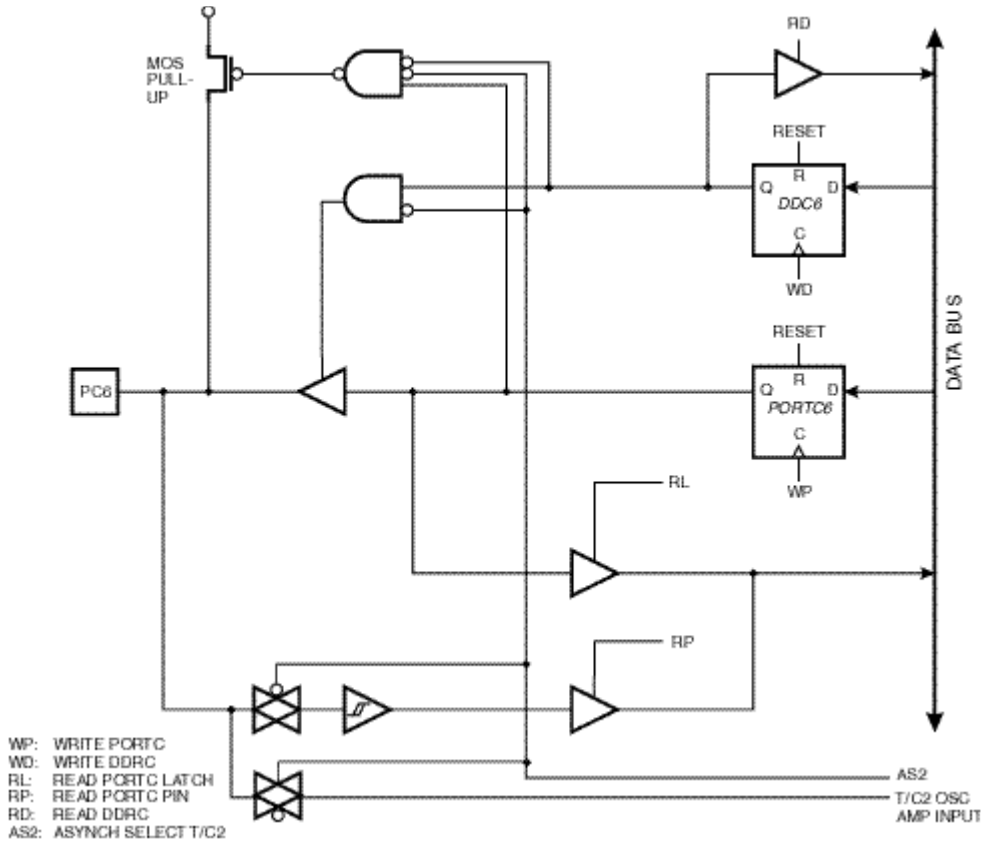 RD
MOS
PULL-
UP
RESET
R
Q
D
DDC6
C
WD
DATA BUS
RESET
PC6
R
Q
D
PORTC6
C
WP
RL
RP
WP: WRITE PORTC
WD: WRITE DDRC
RL: READ PORTC LATCH
RP: READ PORTC PIN
RD: READ DDRC
AS2: ASYNCH SELECT T/C2
AS2
T/C2 OSC
AMP INPUT